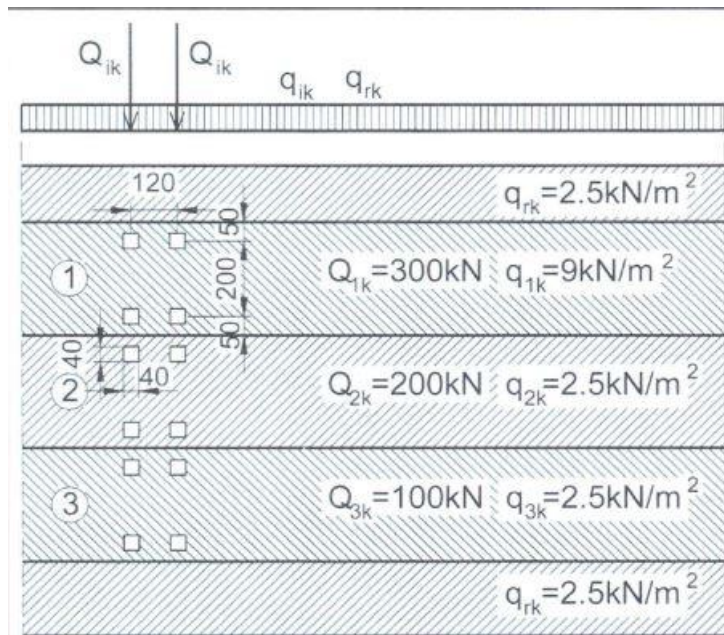 Q_ik Q_ik
q_ik q_rk
120
q_rk=2.5kN/m²
50
1
200
Q_1k=300kN q_1k=9kN/m²
50
40
2
40
Q_2k=200kN q_2k=2.5kN/m²
3
Q_3k=100kN q_3k=2.5kN/m²
q_rk=2.5kN/m²